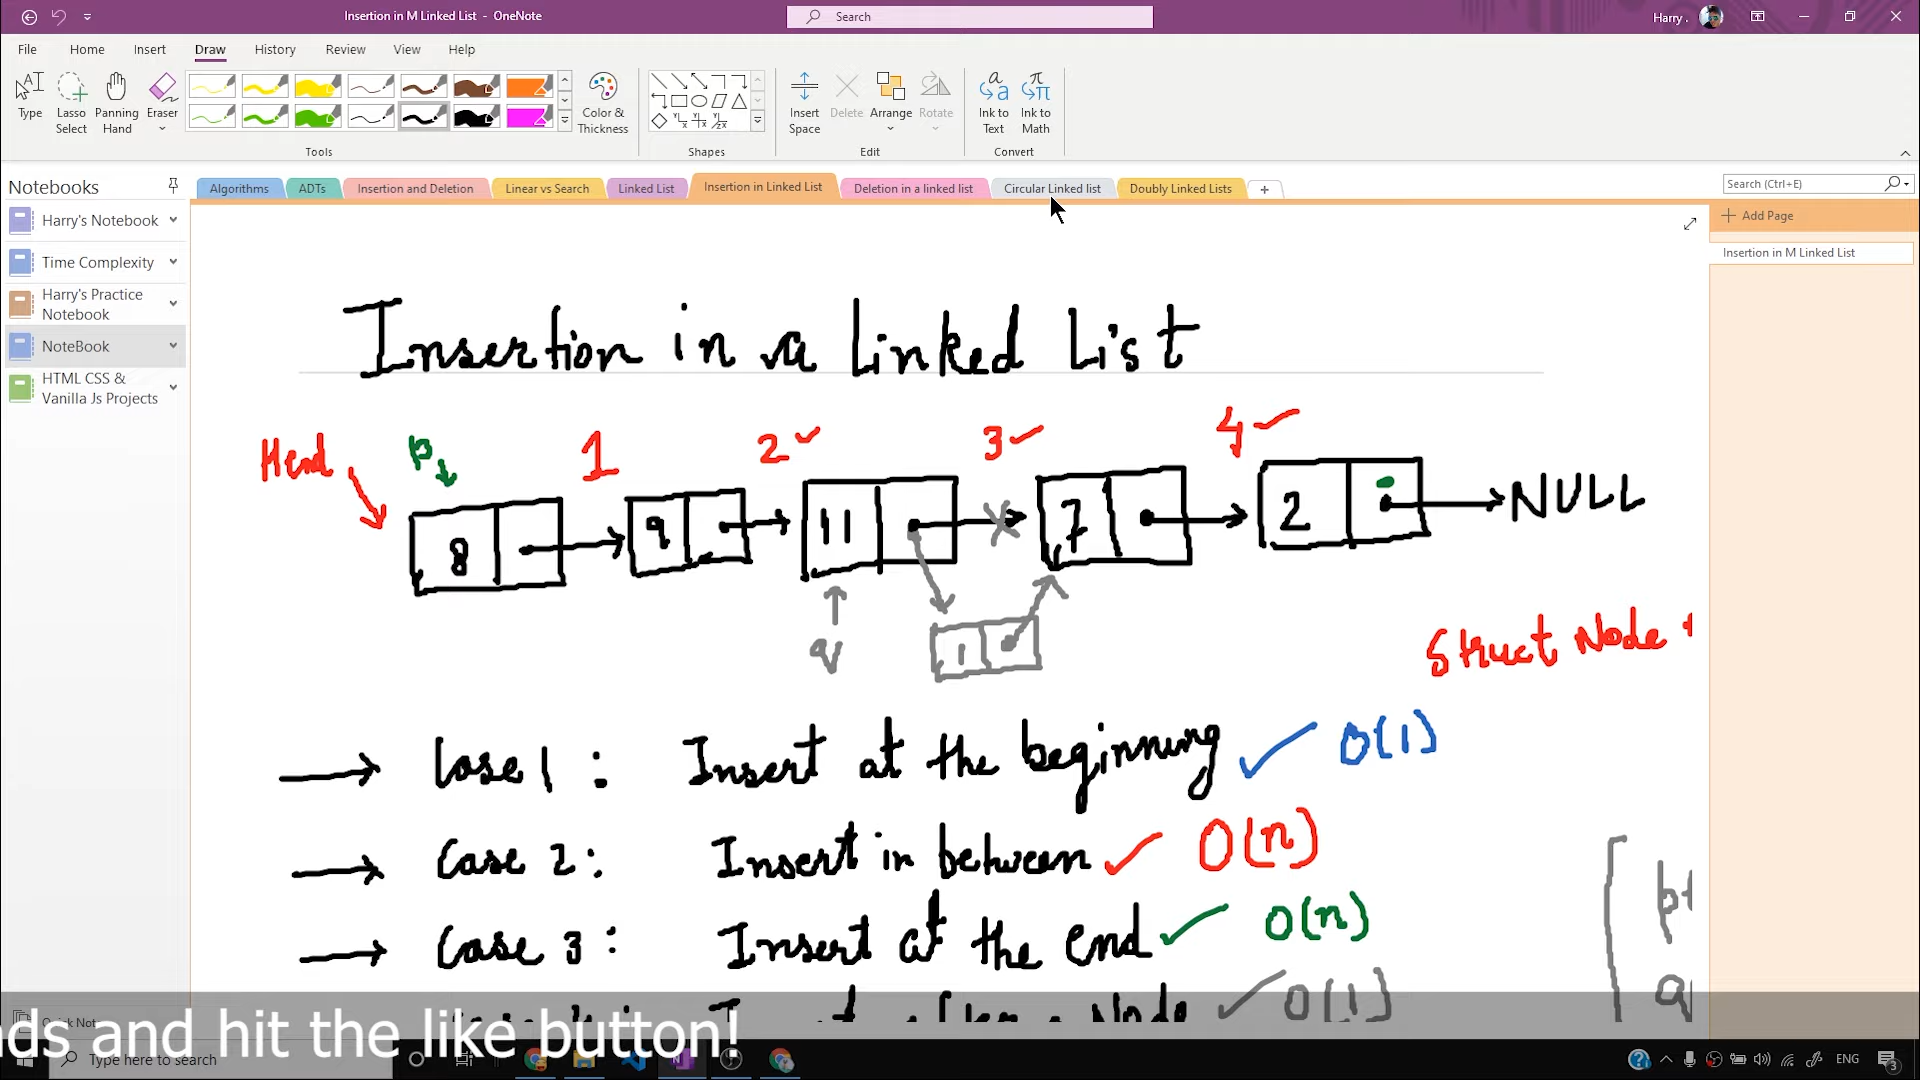 Insertion in M Linked List - OneNote
Search
Harry .
File Home Insert Draw History Review View Help
Type
Lasso Select
Panning Hand
Eraser
Color & Thickness
Insert Space
Delete
Arrange
Rotate
Ink to Text
Ink to Math
Tools
Shapes
Edit
Convert
Notebooks
Algorithms
ADTs
Insertion and Deletion
Linear vs Search
Linked List
Insertion in Linked List
Deletion in a linked list
Circular Linked list
Doubly Linked Lists
+
Search (Ctrl+E)
Harry's Notebook
Time Complexity
Harry's Practice Notebook
NoteBook
HTML CSS & Vanilla Js Projects
Add Page
Insertion in M Linked List
Insertion in a Linked List
Head p 1 2 3 4
8 9 11 7 2 NULL
q 1
Struct Node
Case 1 : Insert at the beginning O(1)
Case 2 : Insert in between O(n)
Case 3 : Insert at the end O(n)
Node O(1)
and hit the like button!
Type here to search
ENG
3